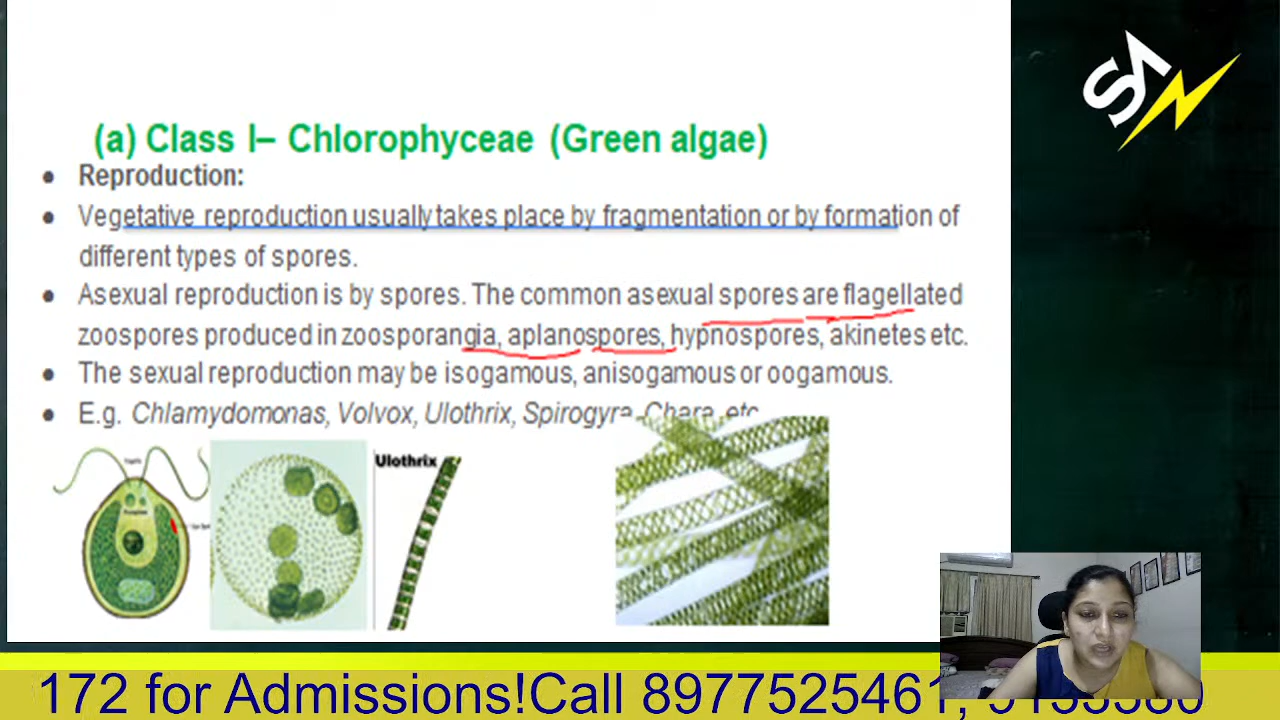 SAN
(a) Class I– Chlorophyceae (Green algae)
● Reproduction:
● Vegetative reproduction usually takes place by fragmentation or by formation of
different types of spores.
● Asexual reproduction is by spores. The common asexual spores are flagellated
zoospores produced in zoosporangia, aplanospores, hypnospores, akinetes etc.
● The sexual reproduction may be isogamous, anisogamous or oogamous.
● E.g. Chlamydomonas, Volvox, Ulothrix, Spirogyra, Chara, etc
Ulothrix
172 for Admissions!Call 8977525461,